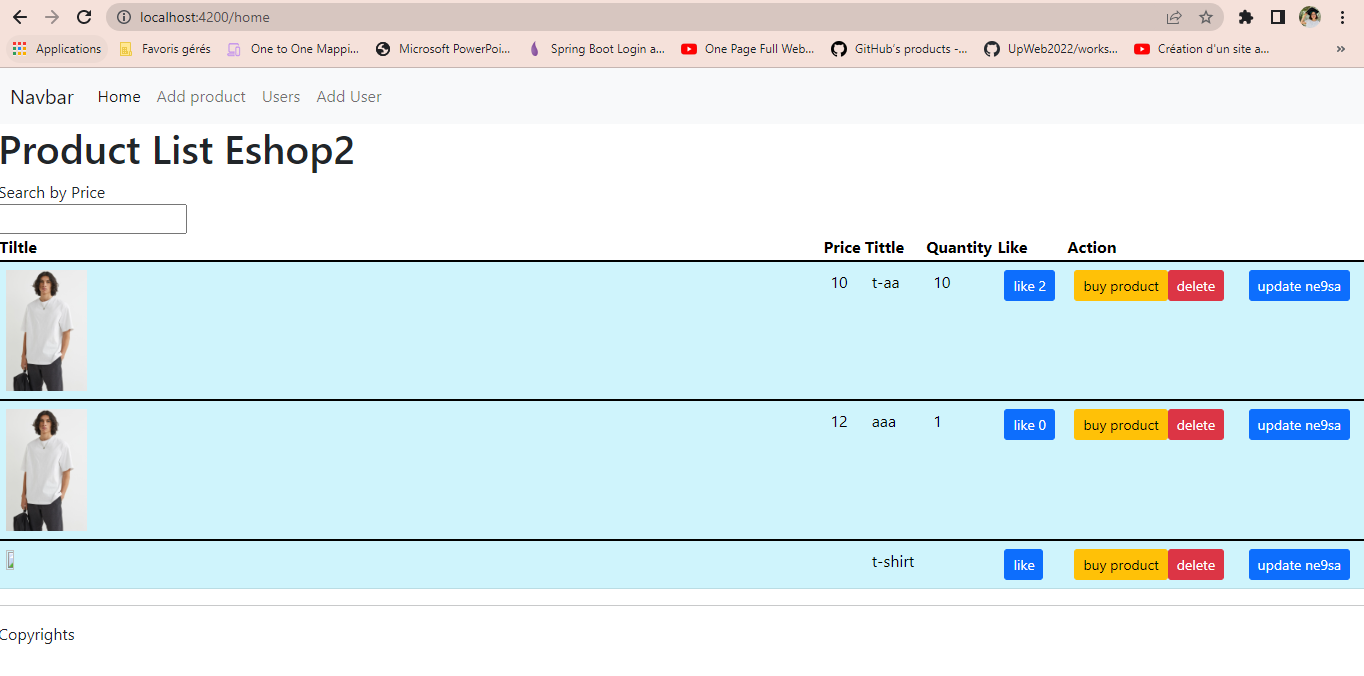 localhost:4200/home
Applications Favoris gérés One to One Mappi... Microsoft PowerPoi... Spring Boot Login a... One Page Full Web... GitHub's products -... UpWeb2022/works... Création d'un site a... »
Navbar Home Add product Users Add User
Product List Eshop2
Search by Price
Tiltle Price Tittle Quantity Like Action
10 t-aa 10 like 2 buy product delete update ne9sa
12 aaa 1 like 0 buy product delete update ne9sa
t-shirt like buy product delete update ne9sa
Copyrights